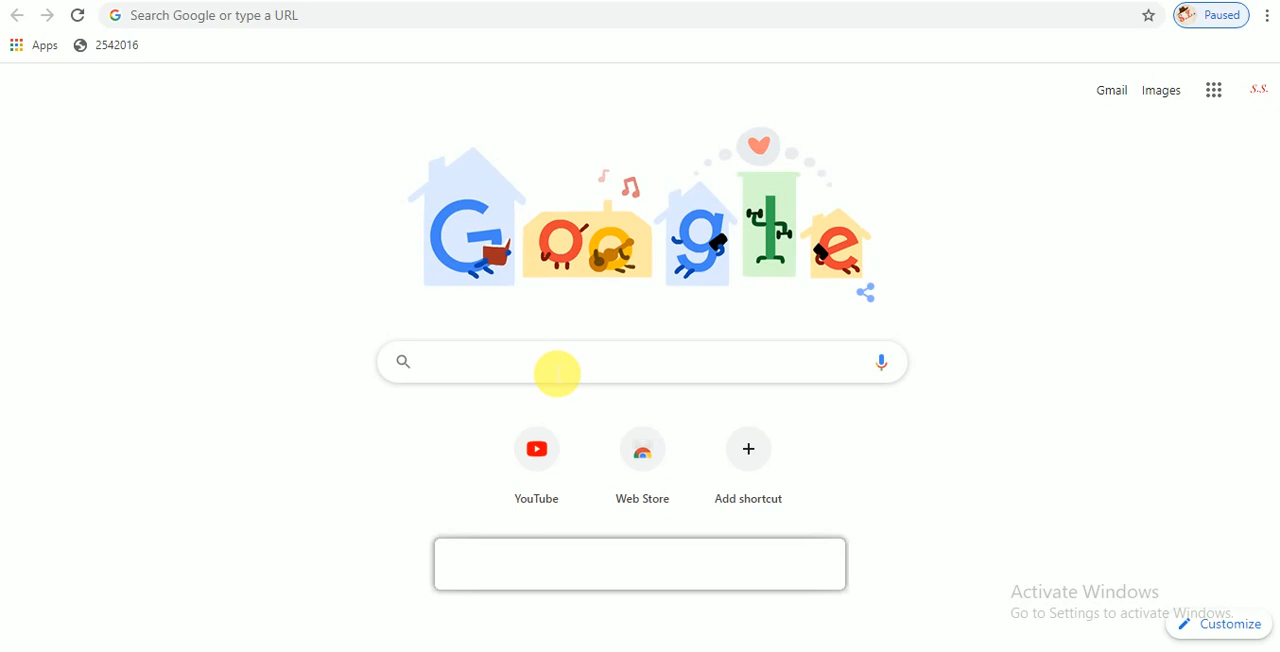 Search Google or type a URL
Paused
Apps
2542016
Gmail
Images
S.S.
Google
YouTube
Web Store
Add shortcut
Activate Windows
Go to Settings to activate Windows.
Customize